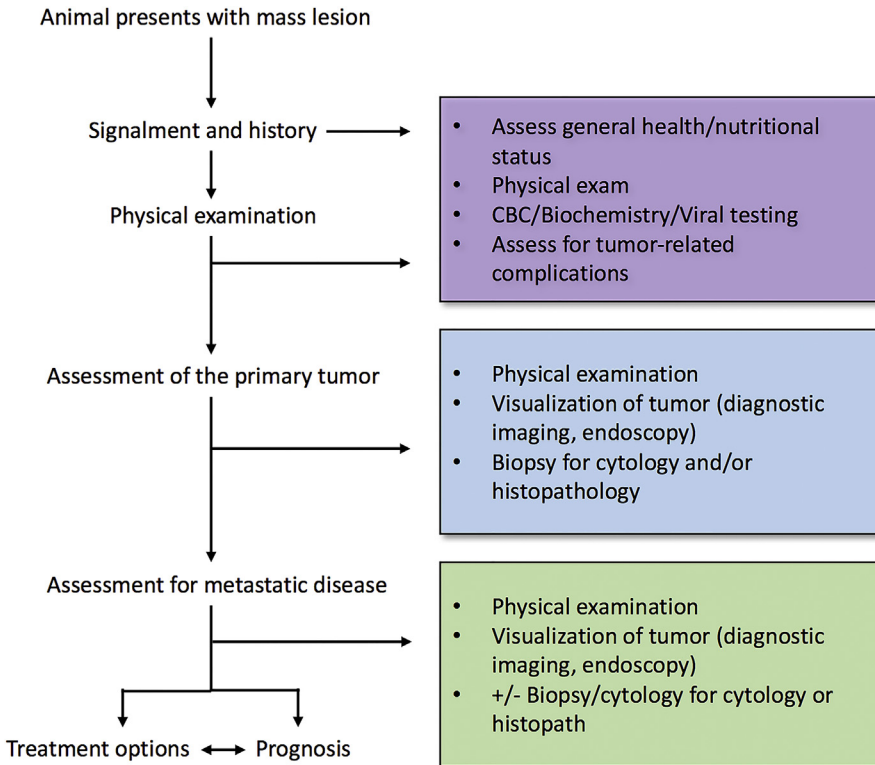 Animal presents with mass lesion
Signalment and history
• Assess general health/nutritional
status
• Physical exam
• CBC/Biochemistry/Viral testing
• Assess for tumor-related
complications
Physical examination
Assessment of the primary tumor
• Physical examination
• Visualization of tumor (diagnostic
imaging, endoscopy)
• Biopsy for cytology and/or
histopathology
Assessment for metastatic disease
• Physical examination
• Visualization of tumor (diagnostic
imaging, endoscopy)
• +/- Biopsy/cytology for cytology or
histopath
Treatment options
Prognosis